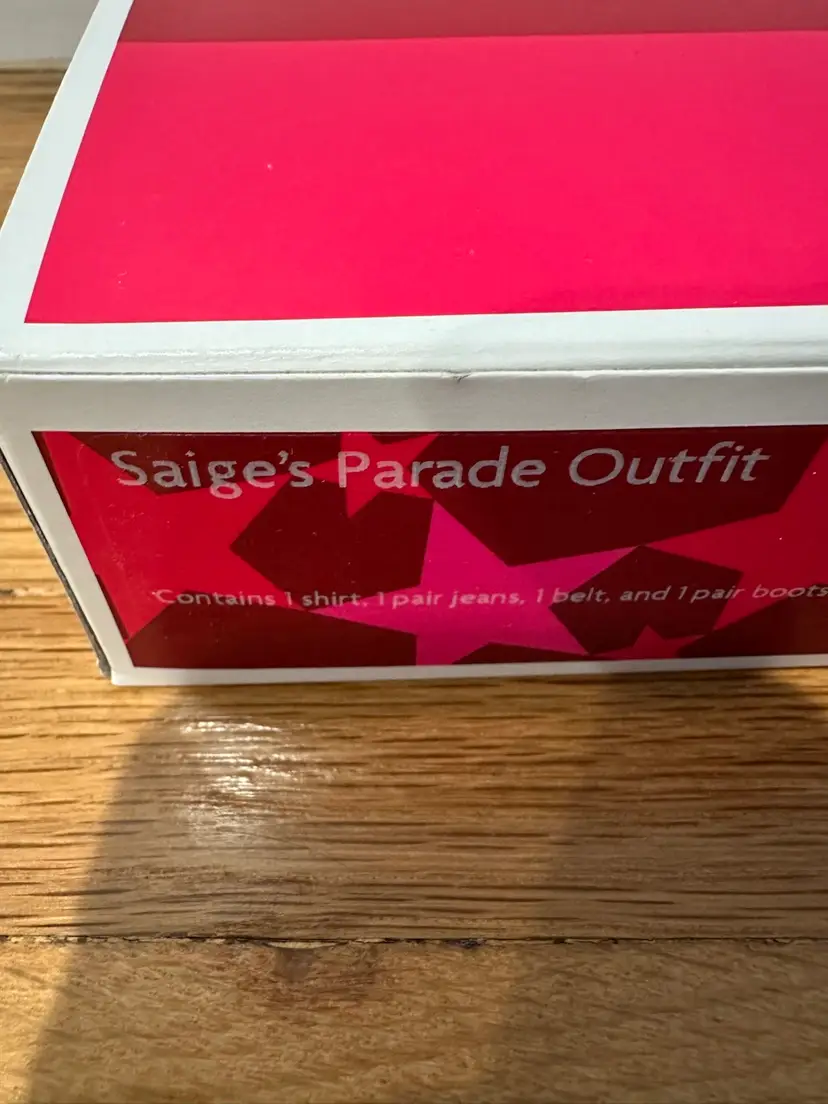 Saige's Parade Outfit
Contains 1 shirt, 1 pair jeans, 1 belt, and 1 pair boots